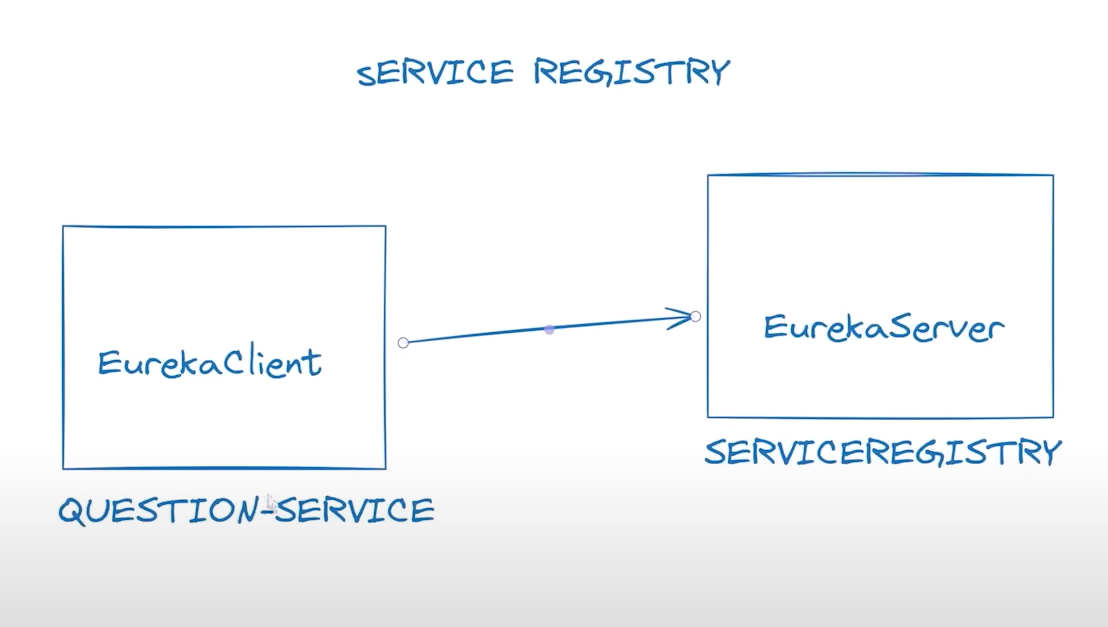 sERVICE REGISTRY
EurekaClient
EurekaServer
SERVICEREGISTRY
QUESTION-SERVICE